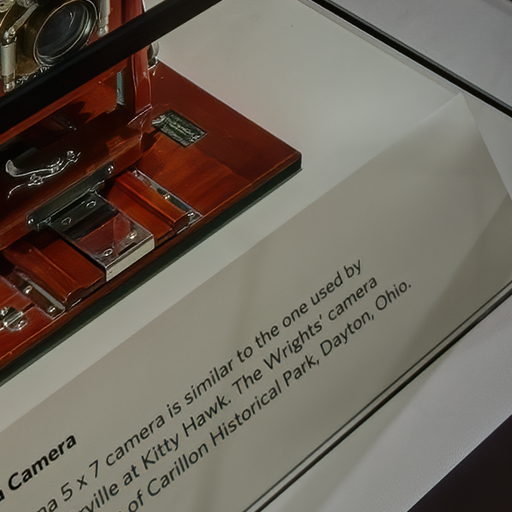 a Camera
na 5 x 7 camera is similar to the one used by
rville at Kitty Hawk. The Wrights' camera
of Carillon Historical Park, Dayton, Ohio.